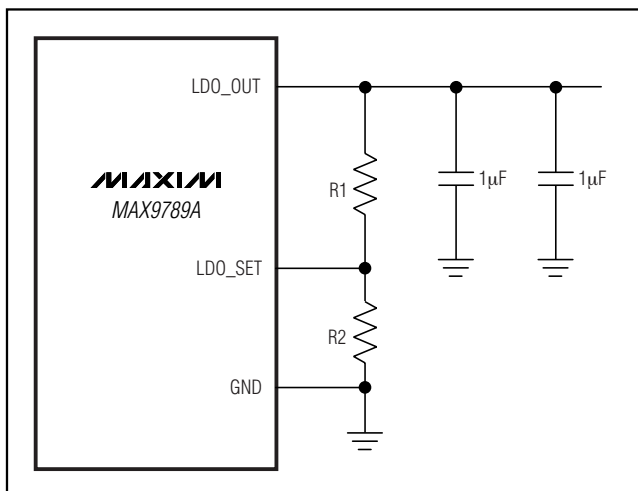 LDO_OUT
MAXIM
MAX9789A
R1
1μF
1μF
LDO_SET
R2
GND